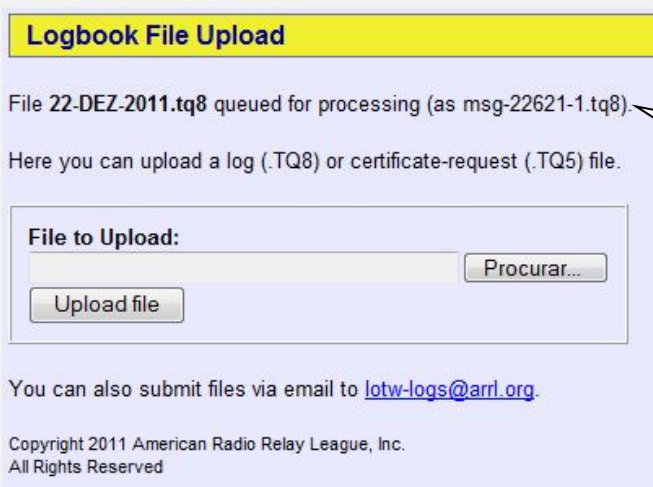 Logbook File Upload
File 22-DEZ-2011.tq8 queued for processing (as msg-22621-1.tq8).
Here you can upload a log (.TQ8) or certificate-request (.TQ5) file.
File to Upload:
Procurar...
Upload file
You can also submit files via email to lotw-logs@arrl.org.
Copyright 2011 American Radio Relay League, Inc.
All Rights Reserved